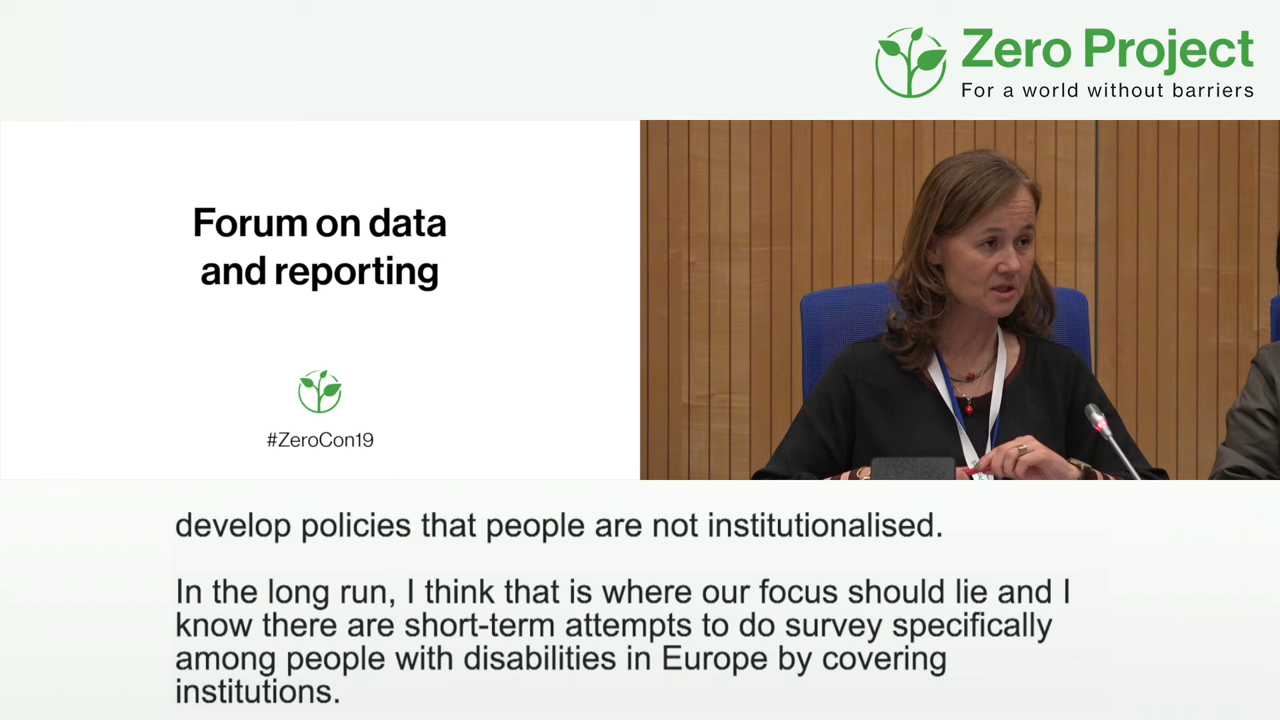 Zero Project
For a world without barriers
Forum on data
and reporting
#ZeroCon19
develop policies that people are not institutionalised.
In the long run, I think that is where our focus should lie and I
know there are short-term attempts to do survey specifically
among people with disabilities in Europe by covering
institutions.